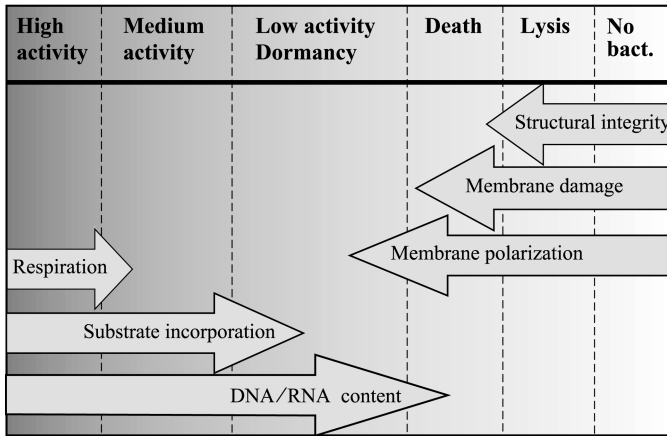 High activity
Medium activity
Low activity Dormancy
Death
Lysis
No bact.
Structural integrity
Membrane damage
Membrane polarization
Respiration
Substrate incorporation
DNA/RNA content